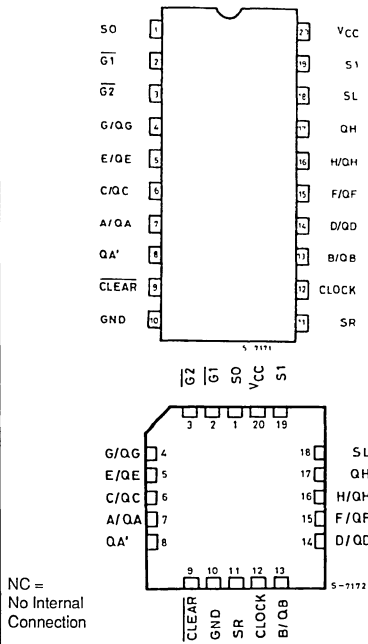 S0 1 20 VCC
G1 2 19 S1
G2 3 18 SL
G/QG 4 17 QH
E/QE 5 16 H/QH
C/QC 6 15 F/QF
A/QA 7 14 D/QD
QA' 8 13 B/QB
CLEAR 9 12 CLOCK
GND 10 11 SR
S-7171
G2 G1 S0 VCC S1
3 2 1 20 19
G/QG 4 18 SL
E/QE 5 17 QH
C/QC 6 16 H/QH
A/QA 7 15 F/QF
QA' 8 14 D/QD
9 10 11 12 13
S-7172
CLEAR GND SR CLOCK B/QB
NC =
No Internal
Connection